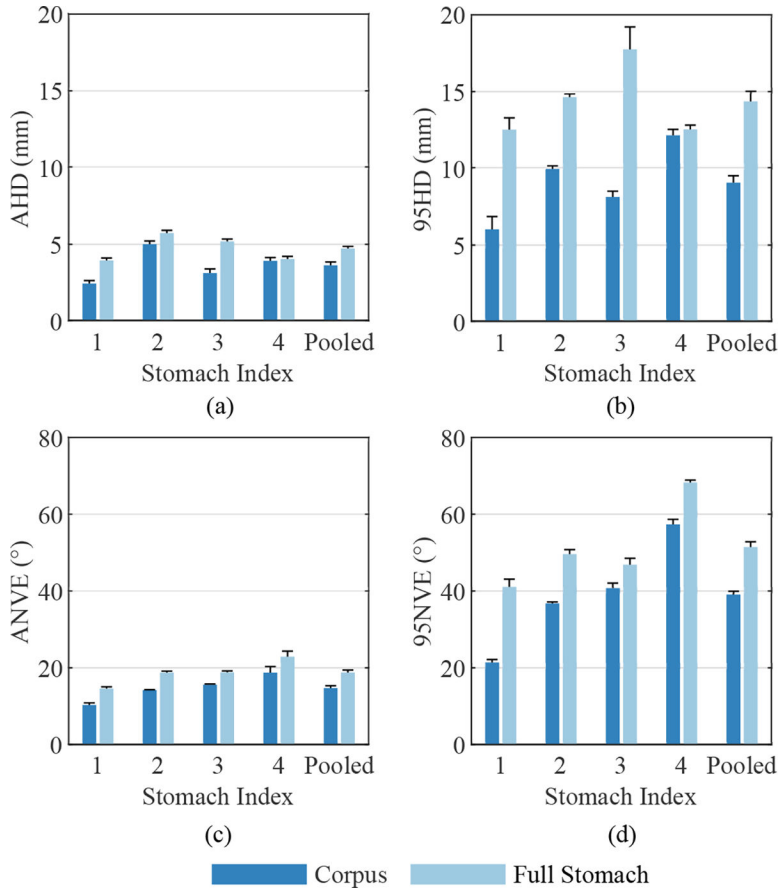 20
15
10
5
0
AHD (mm)
1 2 3 4 Pooled
Stomach Index
(a)
20
15
10
5
0
95HD (mm)
1 2 3 4 Pooled
Stomach Index
(b)
80
60
40
20
0
ANVE (°)
1 2 3 4 Pooled
Stomach Index
(c)
80
60
40
20
0
95NVE (°)
1 2 3 4 Pooled
Stomach Index
(d)
Corpus
Full Stomach